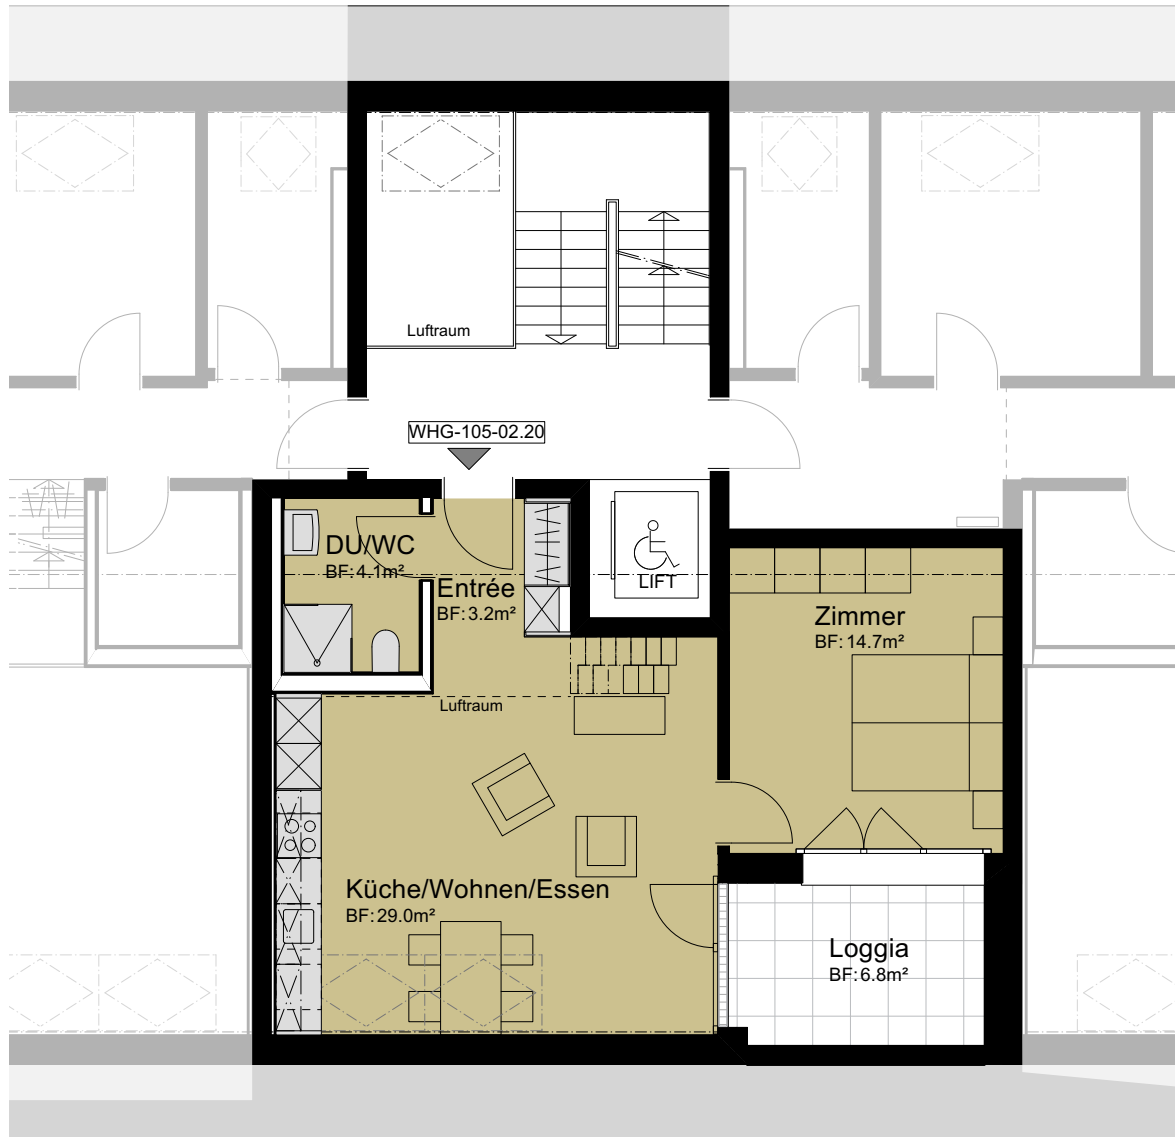 Luftraum
WHG-105-02.20
DU/WC
BF: 4.1m²
Entrée
BF: 3.2m²
LIFT
Zimmer
BF: 14.7m²
Luftraum
Küche/Wohnen/Essen
BF: 29.0m²
Loggia
BF: 6.8m²